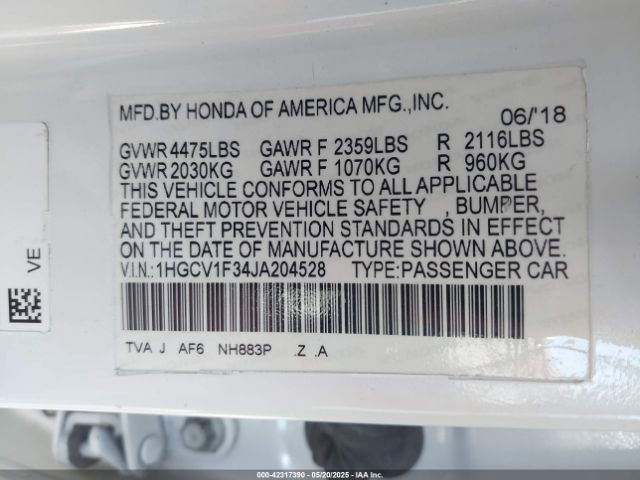 MFD.BY HONDA OF AMERICA MFG.,INC.
06/'18
GVWR 4475LBS GAWR F 2359LBS R 2116LBS
GVWR 2030KG GAWR F 1070KG R 960KG
THIS VEHICLE CONFORMS TO ALL APPLICABLE
FEDERAL MOTOR VEHICLE SAFETY , BUMPER,
AND THEFT PREVENTION STANDARDS IN EFFECT
ON THE DATE OF MANUFACTURE SHOWN ABOVE.
V.I.N.:1HGCV1F34JA204528 TYPE:PASSENGER CAR
TVA J AF6 NH883P .Z .A
VE
000-42317390 - 05/20/2025 - IAAI.COM